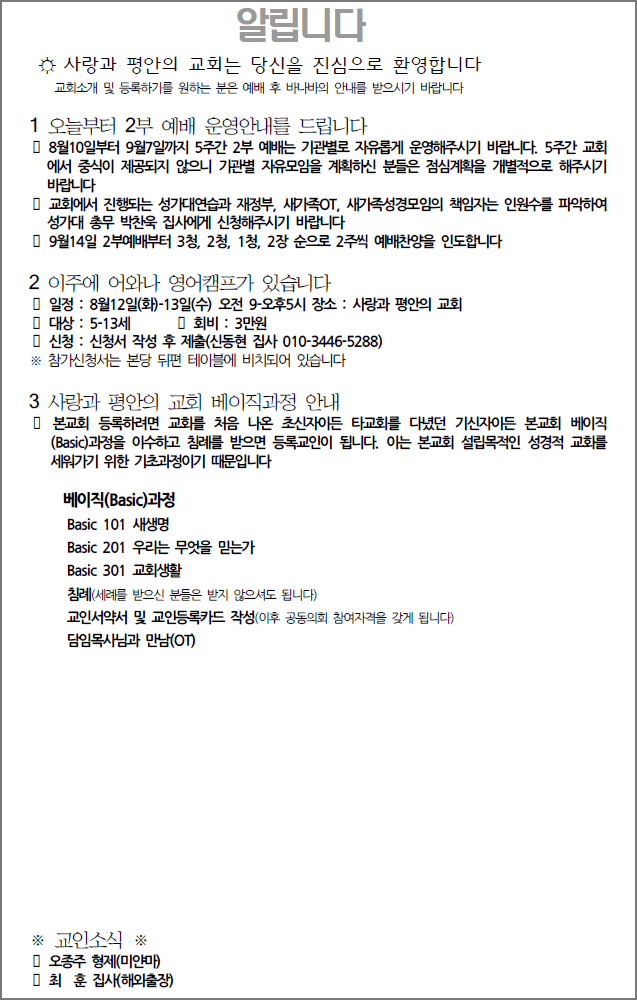 알립니다
☼ 사랑과 평안의 교회는 당신을 진심으로 환영합니다
교회소개 및 등록하기를 원하는 분은 예배 후 바나바의 안내를 받으시기 바랍니다
1 오늘부터 2부 예배 운영안내를 드립니다
▯ 8월10일부터 9월7일까지 5주간 2부 예배는 기관별로 자유롭게 운영해주시기 바랍니다. 5주간 교회
에서 중식이 제공되지 않으니 기관별 자유모임을 계획하신 분들은 점심계획을 개별적으로 해주시기
바랍니다
▯ 교회에서 진행되는 성가대연습과 재정부, 새가족OT, 새가족성경모임의 책임자는 인원수를 파악하여
성가대 총무 박찬욱 집사에게 신청해주시기 바랍니다
▯ 9월14일 2부예배부터 3청, 2청, 1청, 2장 순으로 2주씩 예배찬양을 인도합니다
2 이주에 어와나 영어캠프가 있습니다
▯ 일정 : 8월12일(화)-13일(수) 오전 9-오후5시 장소 : 사랑과 평안의 교회
▯ 대상 : 5-13세 ▯ 회비 : 3만원
▯ 신청 : 신청서 작성 후 제출(신동현 집사 010-3446-5288)
※ 참가신청서는 본당 뒤편 테이블에 비치되어 있습니다
3 사랑과 평안의 교회 베이직과정 안내
▯ 본교회 등록하려면 교회를 처음 나온 초신자이든 타교회를 다녔던 기신자이든 본교회 베이직
(Basic)과정을 이수하고 침례를 받으면 등록교인이 됩니다. 이는 본교회 설립목적인 성경적 교회를
세워가기 위한 기초과정이기 때문입니다
베이직(Basic)과정
Basic 101 새생명
Basic 201 우리는 무엇을 믿는가
Basic 301 교회생활
침례(세례를 받으신 분들은 받지 않으셔도 됩니다)
교인서약서 및 교인등록카드 작성(이후 공동의회 참여자격을 갖게 됩니다)
담임목사님과 만남(OT)
※ 교인소식 ※
▯ 오종주 형제(미얀마)
▯ 최 훈 집사(해외출장)